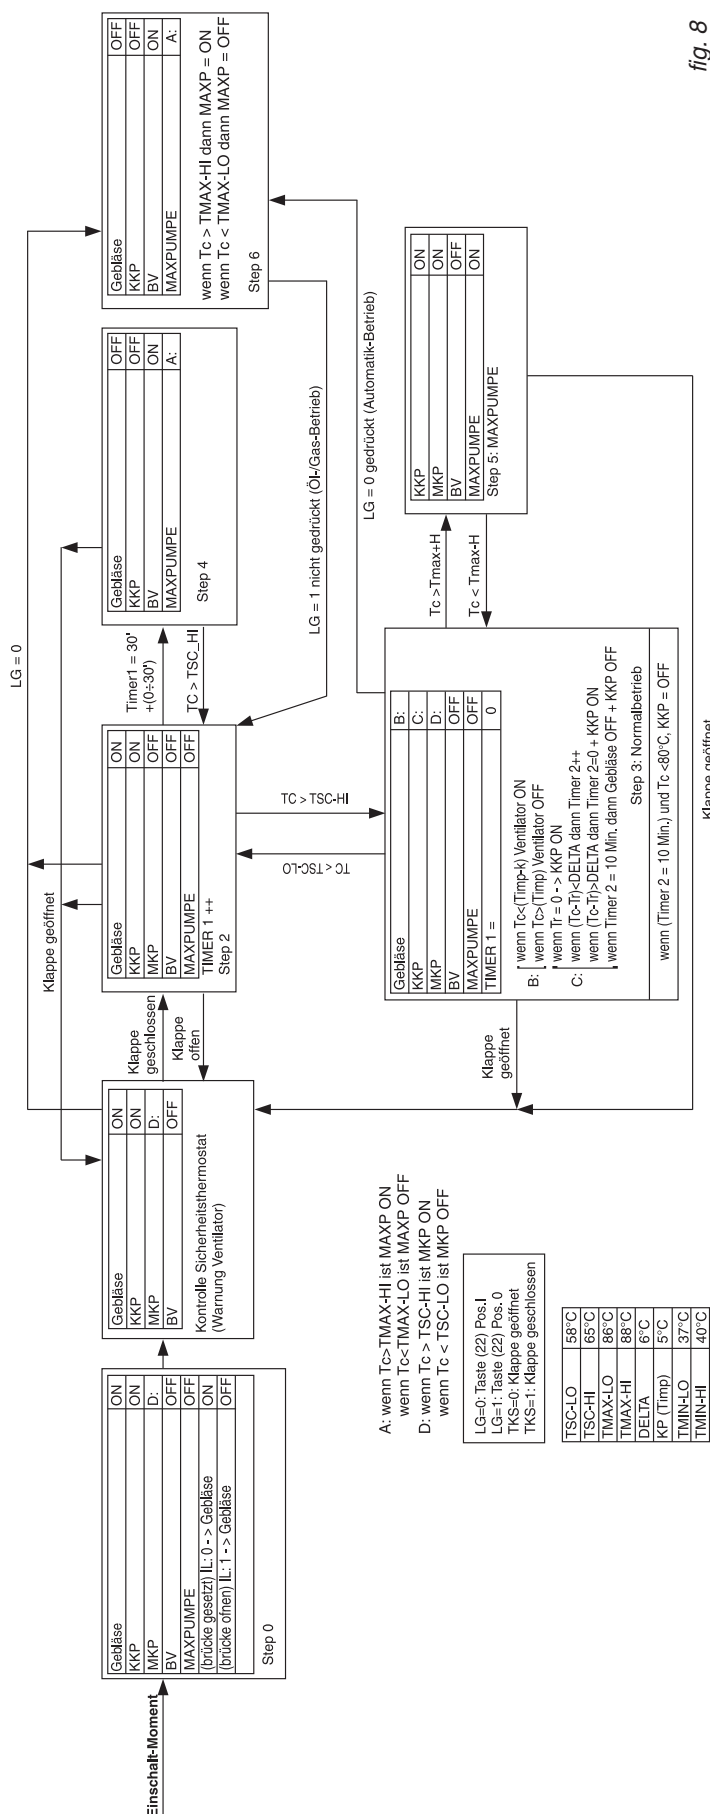 Einschalt-Moment
Gebläse ON
KKP ON
MKP D:
BV OFF
MAXPUMPE OFF
(brücke gesetzt) IL: 0 - > Gebläse ON
(brücke ofnen) IL: 1 - > Gebläse OFF
Step 0
Gebläse ON
KKP ON
MKP D:
BV OFF
Kontrolle Sicherheitsthermostat
(Warnung Ventilator)
Klappe geöffnet
LG = 0
Klappe
geschlossen
Klappe
offen
Gebläse ON
KKP ON
MKP OFF
BV OFF
MAXPUMPE OFF
TIMER 1 ++
Step 2
Timer1 = 30'
+(0÷30')
TC > TSC_HI
Gebläse OFF
KKP OFF
BV ON
MAXPUMPE A:
Step 4
Gebläse OFF
KKP OFF
BV ON
MAXPUMPE A:
wenn Tc > TMAX-HI dann MAXP = ON
wenn Tc < TMAX-LO dann MAXP = OFF
Step 6
LG = 1 nicht gedrückt (Öl-/Gas-Betrieb)
LG = 0 gedrückt (Automatik-Betrieb)
TC > TSC-HI
TC < TSC-LO
Gebläse B:
KKP C:
MKP D:
BV OFF
MAXPUMPE OFF
TIMER 1 = 0
B: wenn Tc<(Timp-k) Ventilator ON
wenn Tc>(Timp) Ventilator OFF
C: wenn Tr = 0 - > KKP ON
wenn (Tc-Tr)<DELTA dann Timer 2++
wenn (Tc-Tr)>DELTA dann Timer 2=0 + KKP ON
wenn Timer 2 = 10 Min. dann Gebläse OFF + KKP OFF
Step 3: Normalbetrieb
wenn (Timer 2 = 10 Min.) und Tc <80°C, KKP = OFF
Klappe
geöffnet
Tc >Tmax+H
Tc < Tmax-H
KKP ON
MKP ON
BV OFF
MAXPUMPE ON
Step 5: MAXPUMPE
Klappe geöffnet
A: wenn Tc>TMAX-HI ist MAXP ON
wenn Tc<TMAX-LO ist MAXP OFF
D: wenn Tc > TSC-HI ist MKP ON
wenn Tc < TSC-LO ist MKP OFF
LG=0: Taste (22) Pos.I
LG=1: Taste (22) Pos. 0
TKS=0: Klappe geöffnet
TKS=1: Klappe geschlossen
TSC-LO 58°C
TSC-HI 65°C
TMAX-LO 86°C
TMAX-HI 88°C
DELTA 6°C
KP (Timp) 5°C
TMIN-LO 37°C
TMIN-HI 40°C
fig. 8